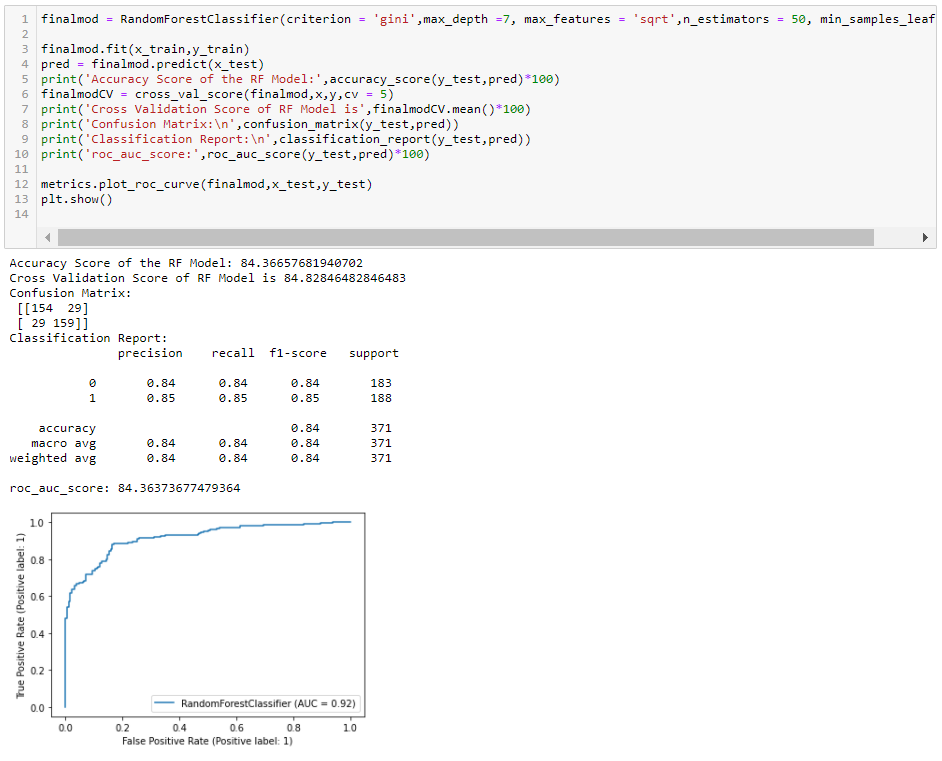 1 finalmod = RandomForestClassifier(criterion = 'gini',max_depth =7, max_features = 'sqrt',n_estimators = 50, min_samples_leaf
2
3 finalmod.fit(x_train,y_train)
4 pred = finalmod.predict(x_test)
5 print('Accuracy Score of the RF Model:',accuracy_score(y_test,pred)*100)
6 finalmodCV = cross_val_score(finalmod,x,y,cv = 5)
7 print('Cross Validation Score of RF Model is',finalmodCV.mean()*100)
8 print('Confusion Matrix:\n',confusion_matrix(y_test,pred))
9 print('Classification Report:\n',classification_report(y_test,pred))
10 print('roc_auc_score:',roc_auc_score(y_test,pred)*100)
11
12 metrics.plot_roc_curve(finalmod,x_test,y_test)
13 plt.show()
14
Accuracy Score of the RF Model: 84.36657681940702
Cross Validation Score of RF Model is 84.82846482846483
Confusion Matrix:
[[154 29]
[ 29 159]]
Classification Report:
precision recall f1-score support
0 0.84 0.84 0.84 183
1 0.85 0.85 0.85 188
accuracy 0.84 371
macro avg 0.84 0.84 0.84 371
weighted avg 0.84 0.84 0.84 371
roc_auc_score: 84.36373677479364
1.0
0.8
0.6
0.4
0.2
0.0
True Positive Rate (Positive label: 1)
RandomForestClassifier (AUC = 0.92)
0.0 0.2 0.4 0.6 0.8 1.0
False Positive Rate (Positive label: 1)